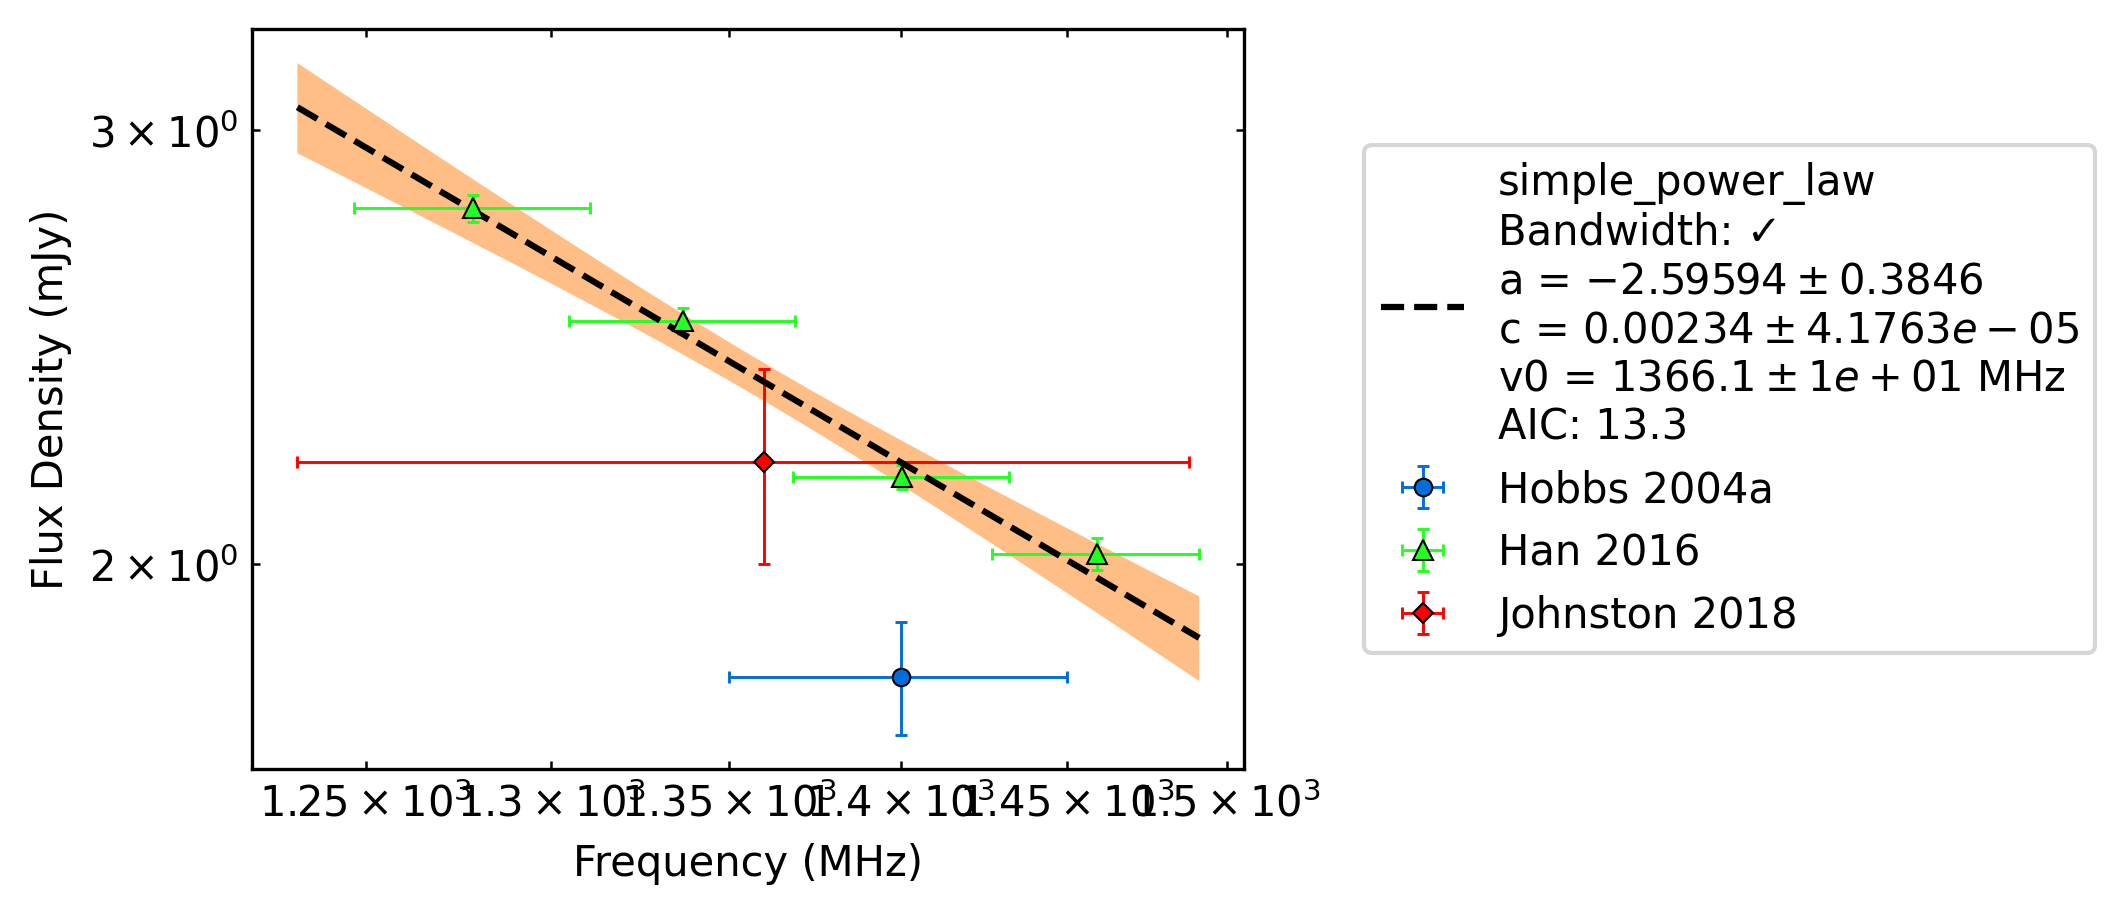 3 × 10⁰
2 × 10⁰
Flux Density (mJy)
1.25 × 10³
1.3 × 10³
1.35 × 10³
1.4 × 10³
1.45 × 10³
1.5 × 10³
Frequency (MHz)
simple_power_law
Bandwidth: ✓
a = −2.59594 ± 0.3846
c = 0.00234 ± 4.1763e − 05
v0 = 1366.1 ± 1e + 01 MHz
AIC: 13.3
Hobbs 2004a
Han 2016
Johnston 2018